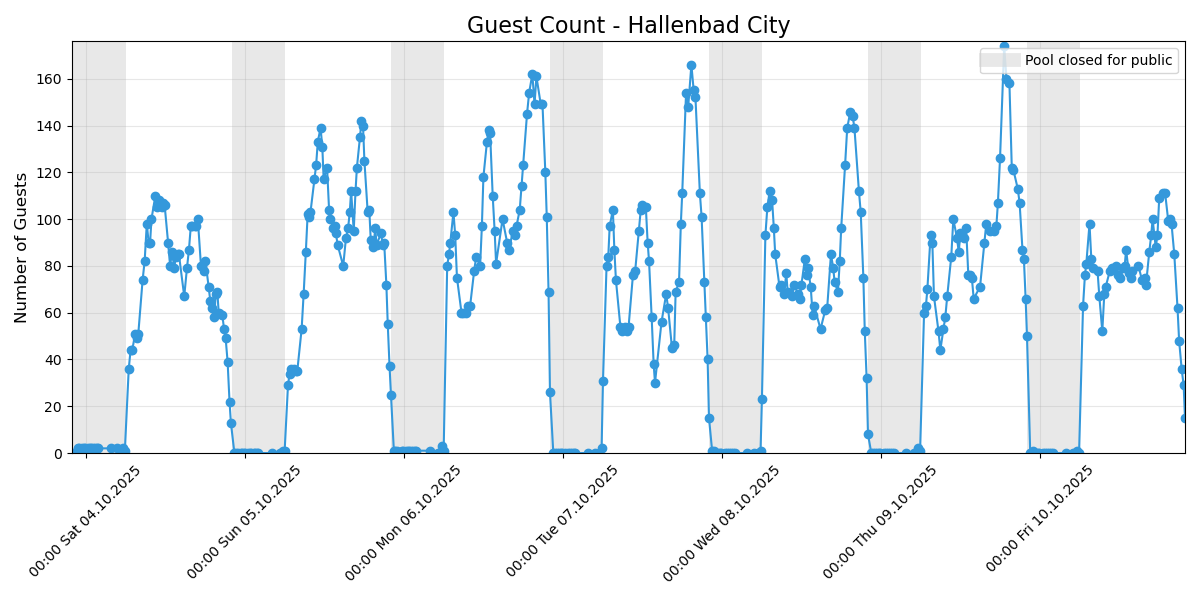 Guest Count - Hallenbad City
Pool closed for public
Number of Guests
160
140
120
100
80
60
40
20
0
00:00 Sat 04.10.2025
00:00 Sun 05.10.2025
00:00 Mon 06.10.2025
00:00 Tue 07.10.2025
00:00 Wed 08.10.2025
00:00 Thu 09.10.2025
00:00 Fri 10.10.2025